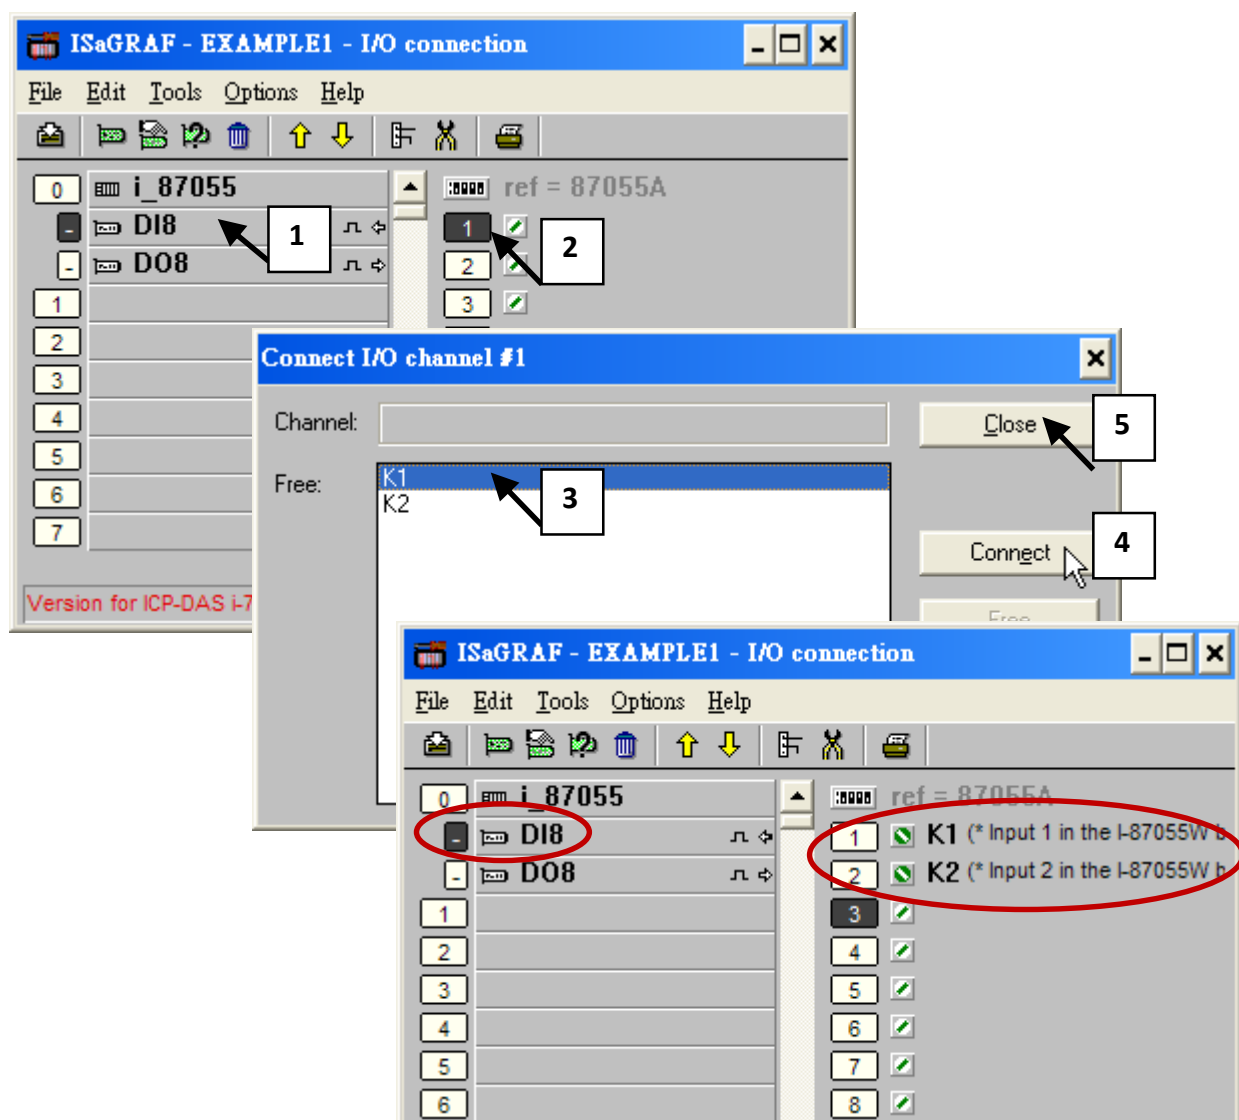 ISaGRAF - EXAMPLE1 - I/O connection
File Edit Tools Options Help
0 i_87055 ref = 87055A
- DI8 1 1 2
- DO8 2
1 3
2
3
4
5
6
7
Version for ICP-DAS i-7
Connect I/O channel #1
Channel: Close 5
Free: K1 3
K2
Connect 4
Free
ISaGRAF - EXAMPLE1 - I/O connection
File Edit Tools Options Help
0 i_87055 ref = 87055A
- DI8 1 K1 (* Input 1 in the I-87055W b
- DO8 2 K2 (* Input 2 in the I-87055W b
1 3
2 4
3 5
4 6
5 7
6 8